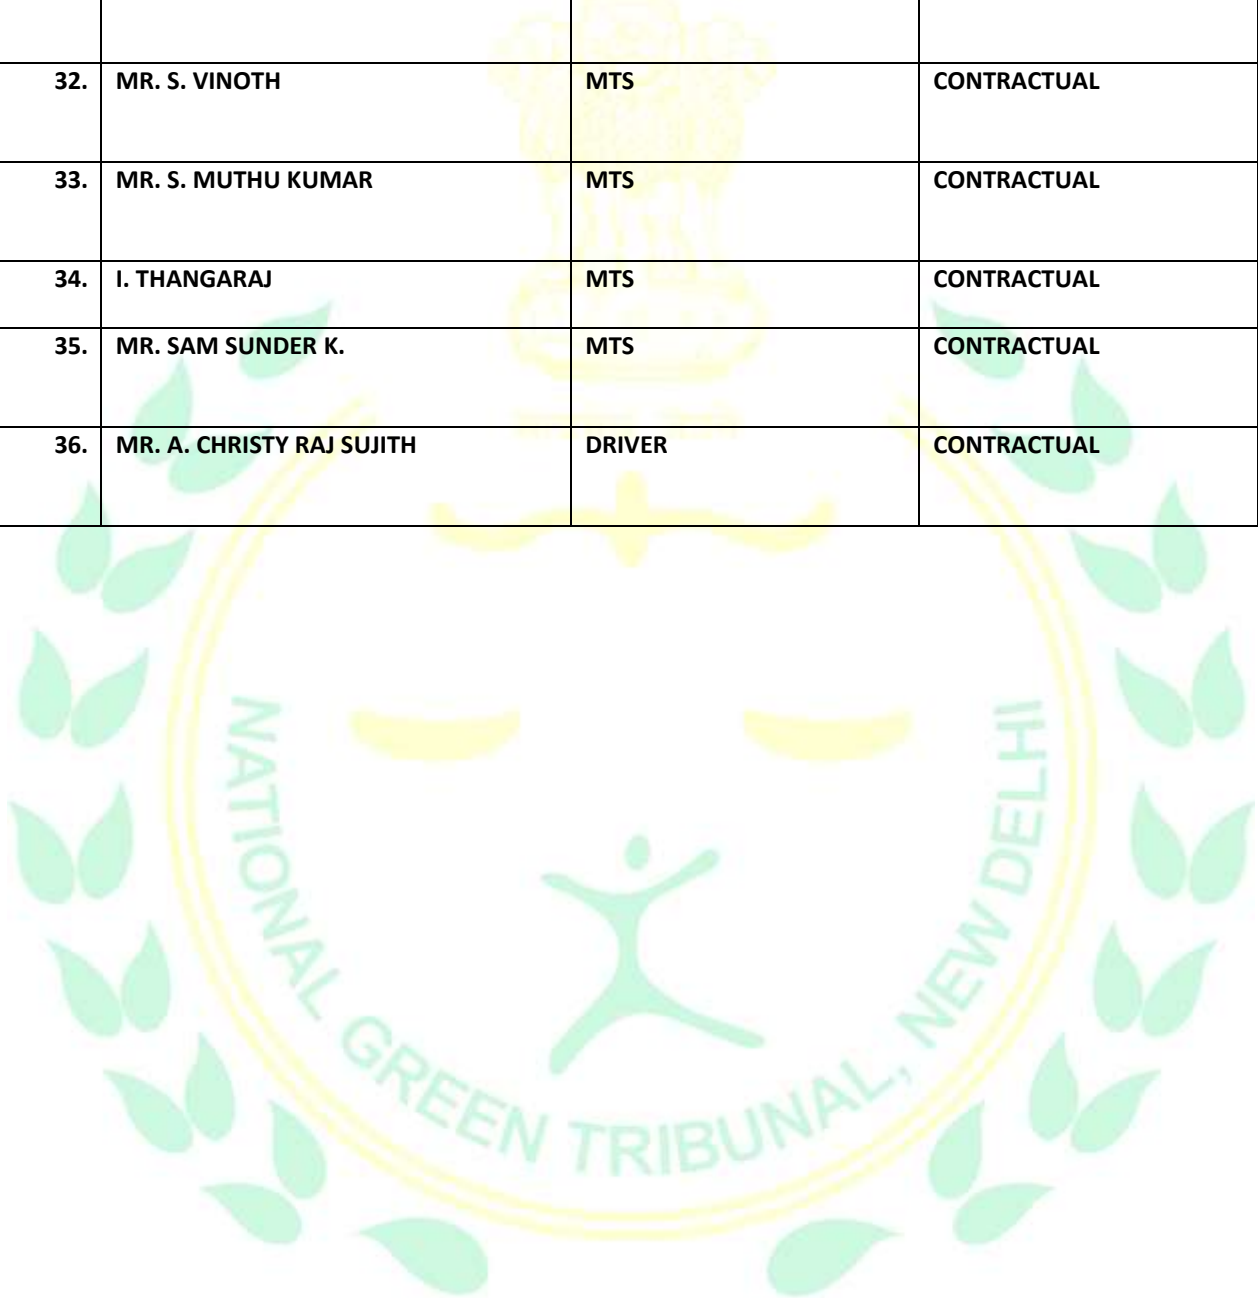 32. MR. S. VINOTH MTS CONTRACTUAL
33. MR. S. MUTHU KUMAR MTS CONTRACTUAL
34. I. THANGARAJ MTS CONTRACTUAL
35. MR. SAM SUNDER K. MTS CONTRACTUAL
36. MR. A. CHRISTY RAJ SUJITH DRIVER CONTRACTUAL
NATIONAL GREEN TRIBUNAL, NEW DELHI